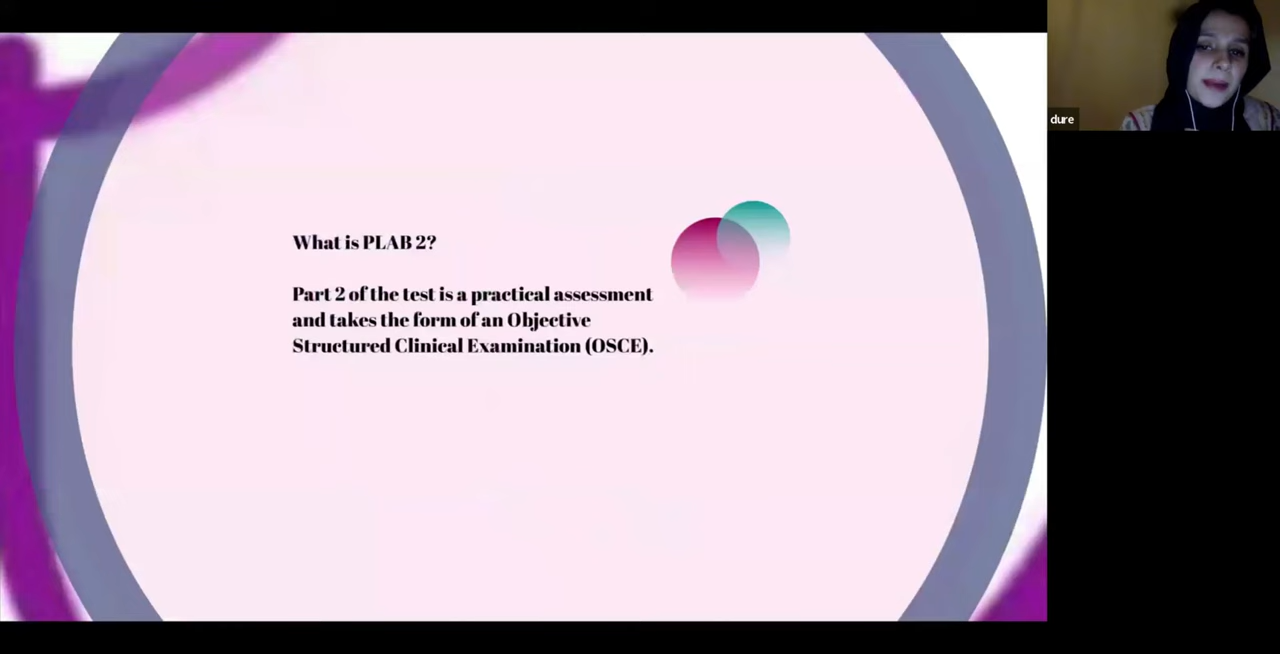 What is PLAB 2?
Part 2 of the test is a practical assessment
and takes the form of an Objective
Structured Clinical Examination (OSCE).
dure